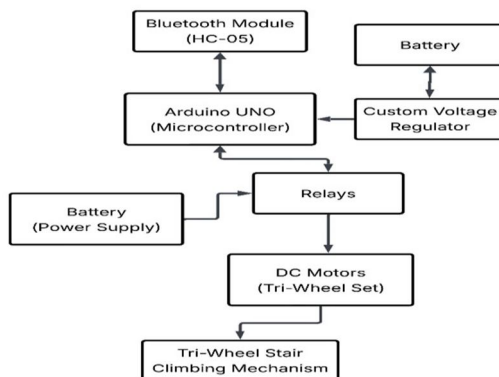 Bluetooth Module
(HC-05)
Battery
Arduino UNO
(Microcontroller)
Custom Voltage
Regulator
Relays
Battery
(Power Supply)
DC Motors
(Tri-Wheel Set)
Tri-Wheel Stair
Climbing Mechanism